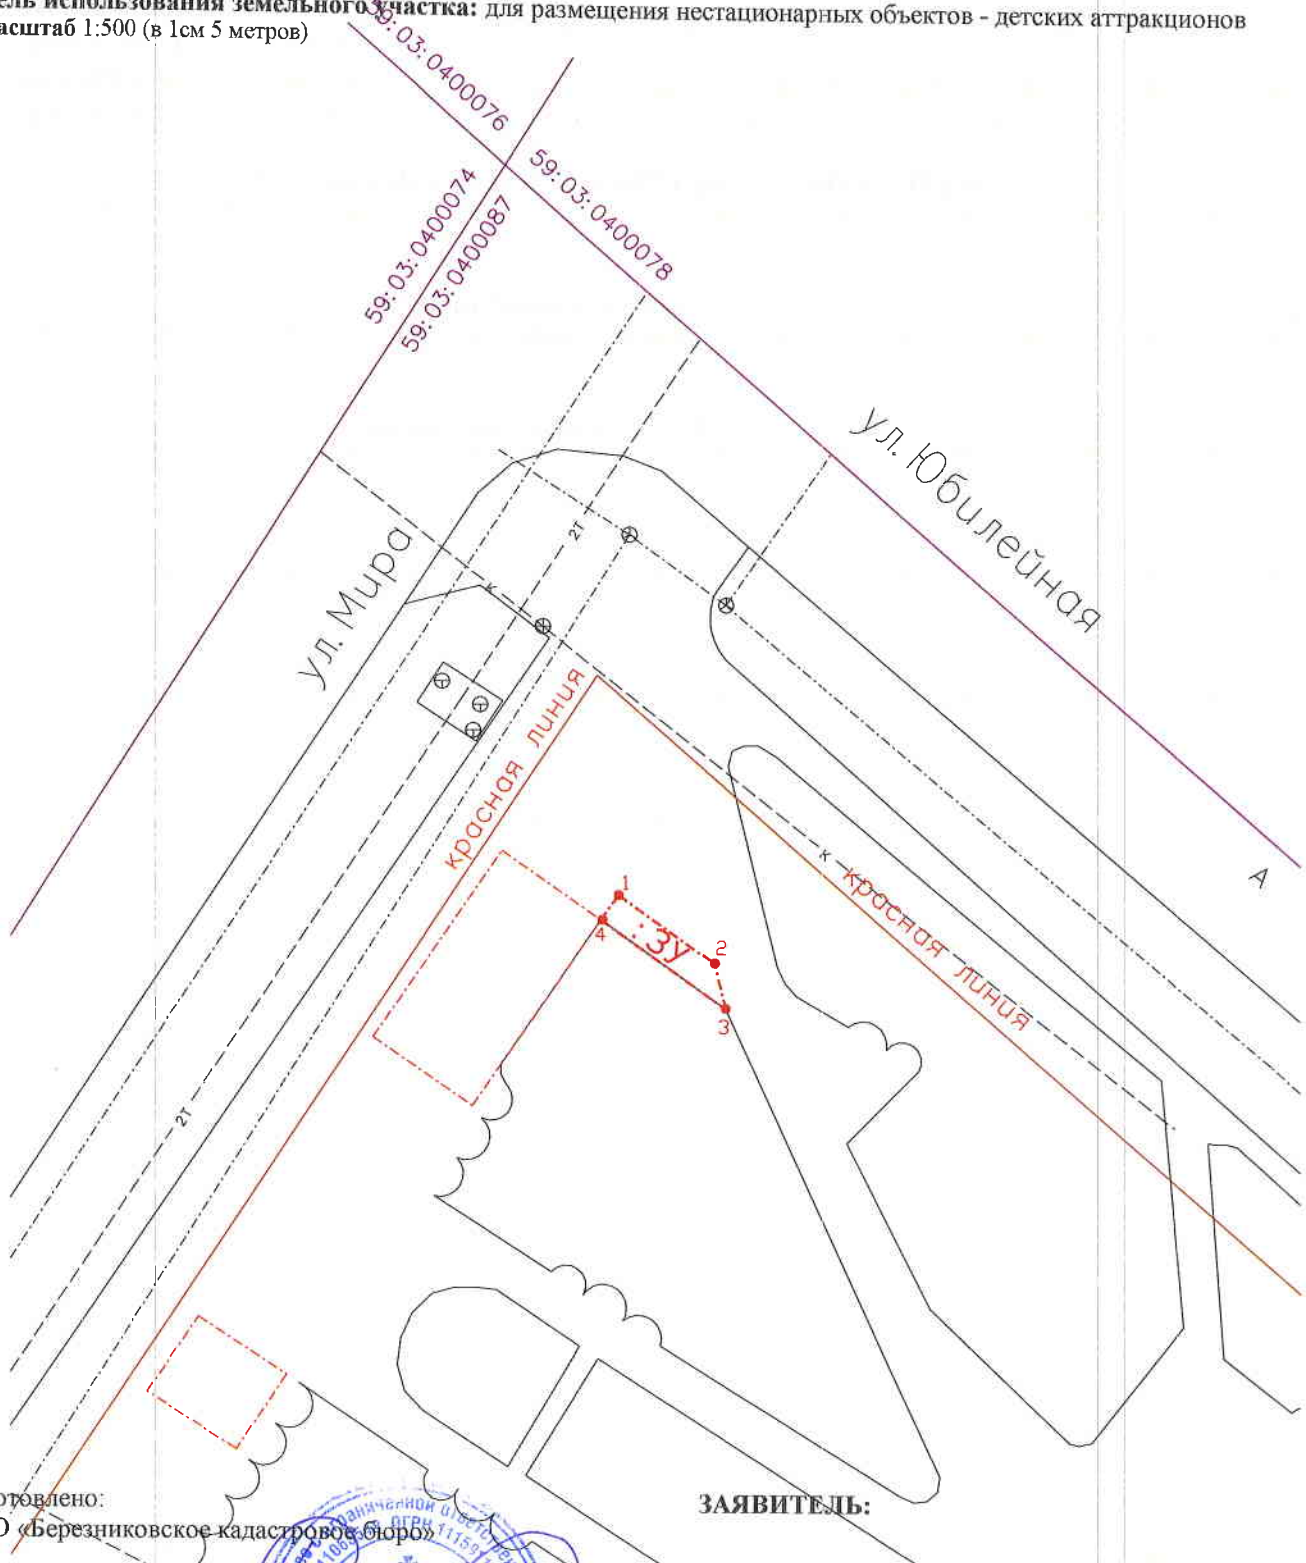 ель использования земельного участка: для размещения нестационарных объектов - детских аттракционов
асштаб 1:500 (в 1см 5 метров)
59:03:0400076
59:03:0400078
59:03:0400074
59:03:0400087
ул. Юбилейная
ул. Мира
2т
к
красная линия
А
к
красная линия
1
:ЗУ
2
4
3
2т
отовлено:
О «Березниковское кадастровое бюро»
ЗАЯВИТЕЛЬ:
ОГРН 11159